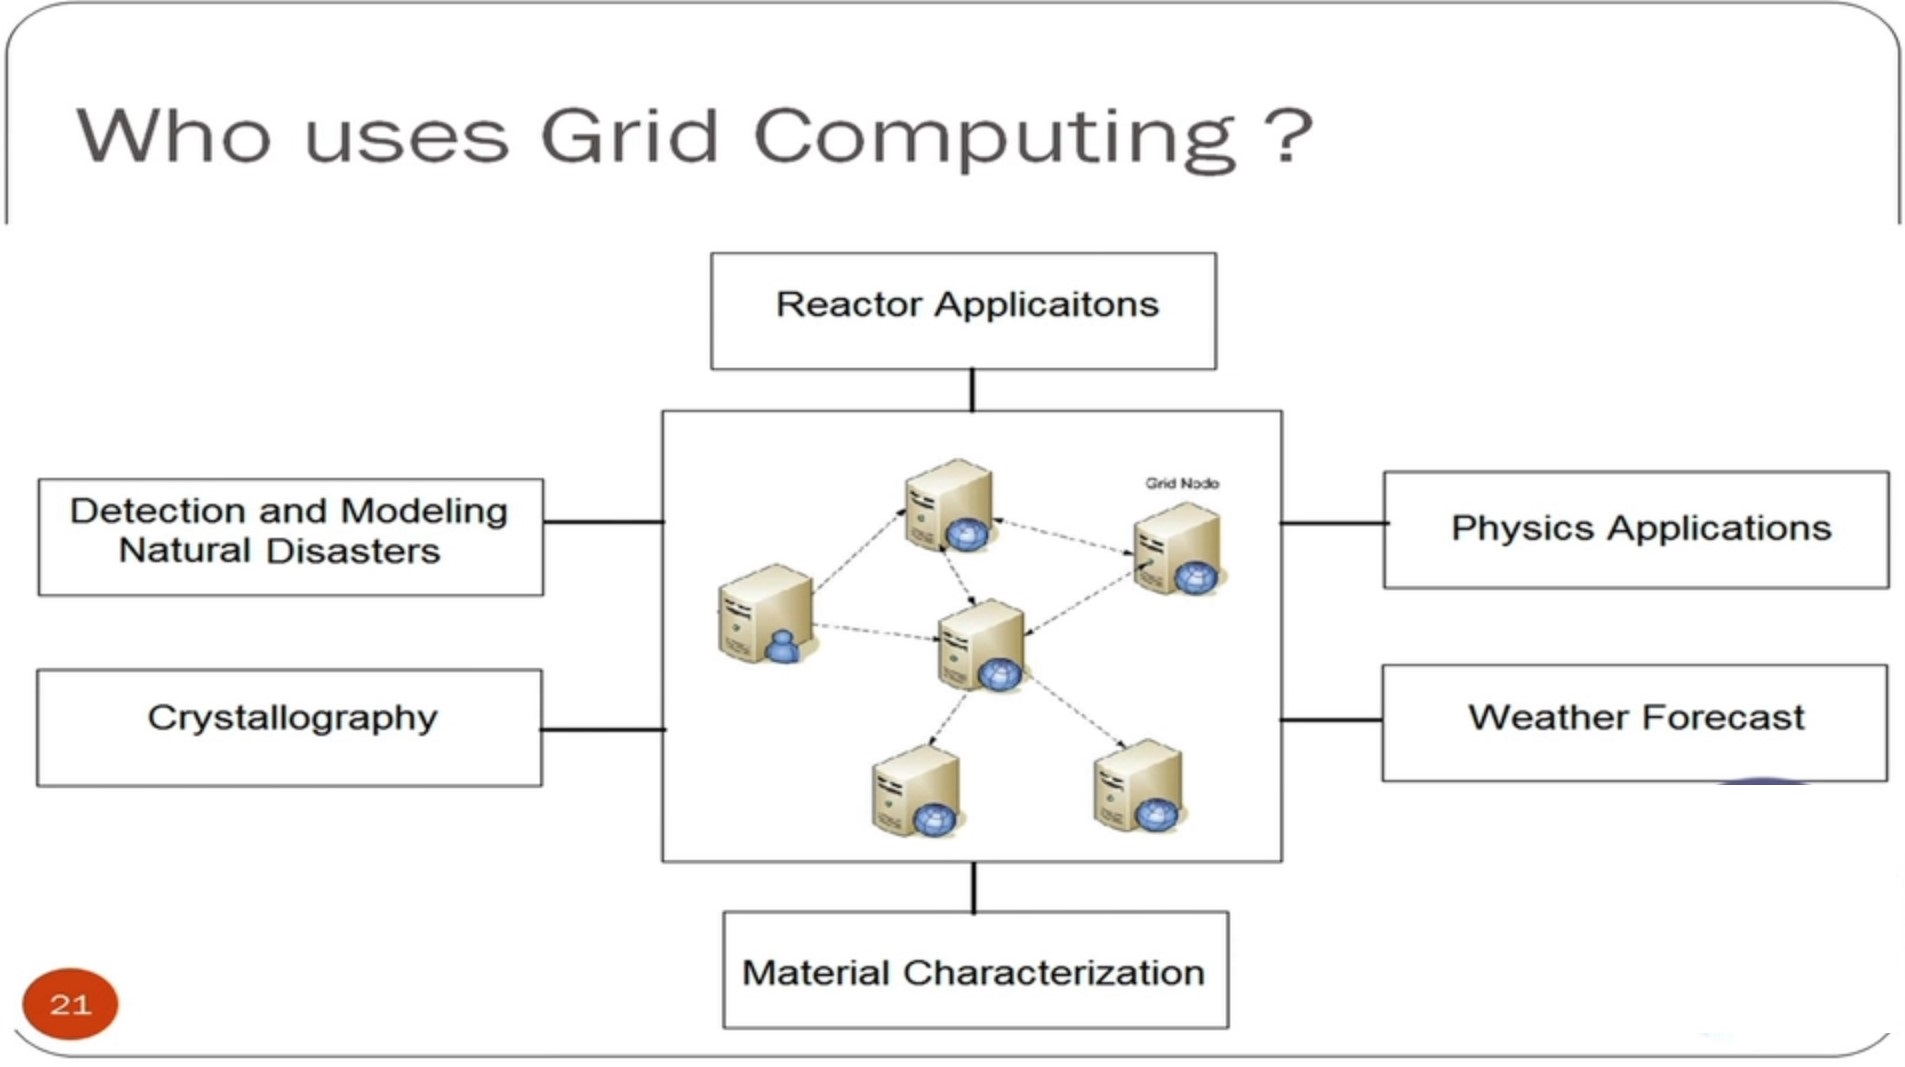 Who uses Grid Computing ?
Reactor Applicaitons
Detection and Modeling
Natural Disasters
Grid Node
Physics Applications
Crystallography
Weather Forecast
Material Characterization
21